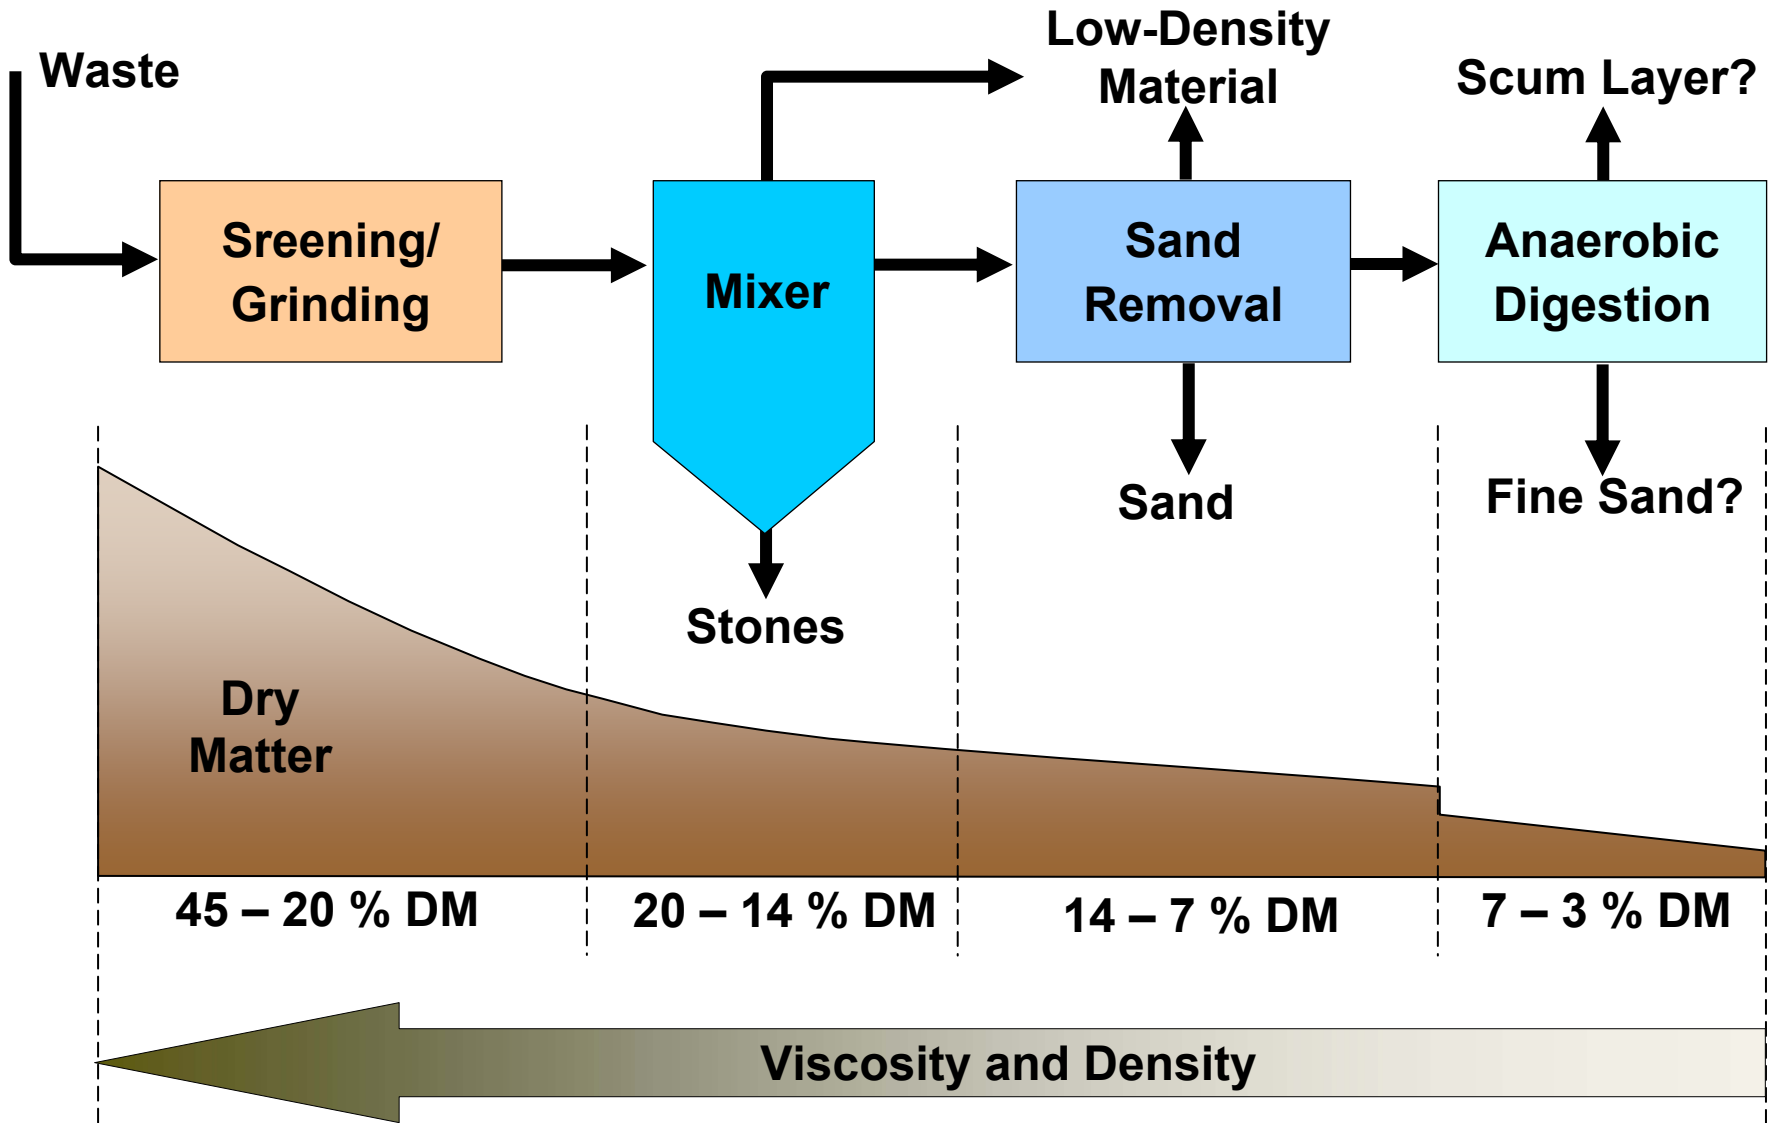 Waste
Low-Density
Material
Scum Layer?
Sreening/
Grinding
Mixer
Sand
Removal
Anaerobic
Digestion
Sand
Fine Sand?
Stones
Dry
Matter
45 – 20 % DM
20 – 14 % DM
14 – 7 % DM
7 – 3 % DM
Viscosity and Density